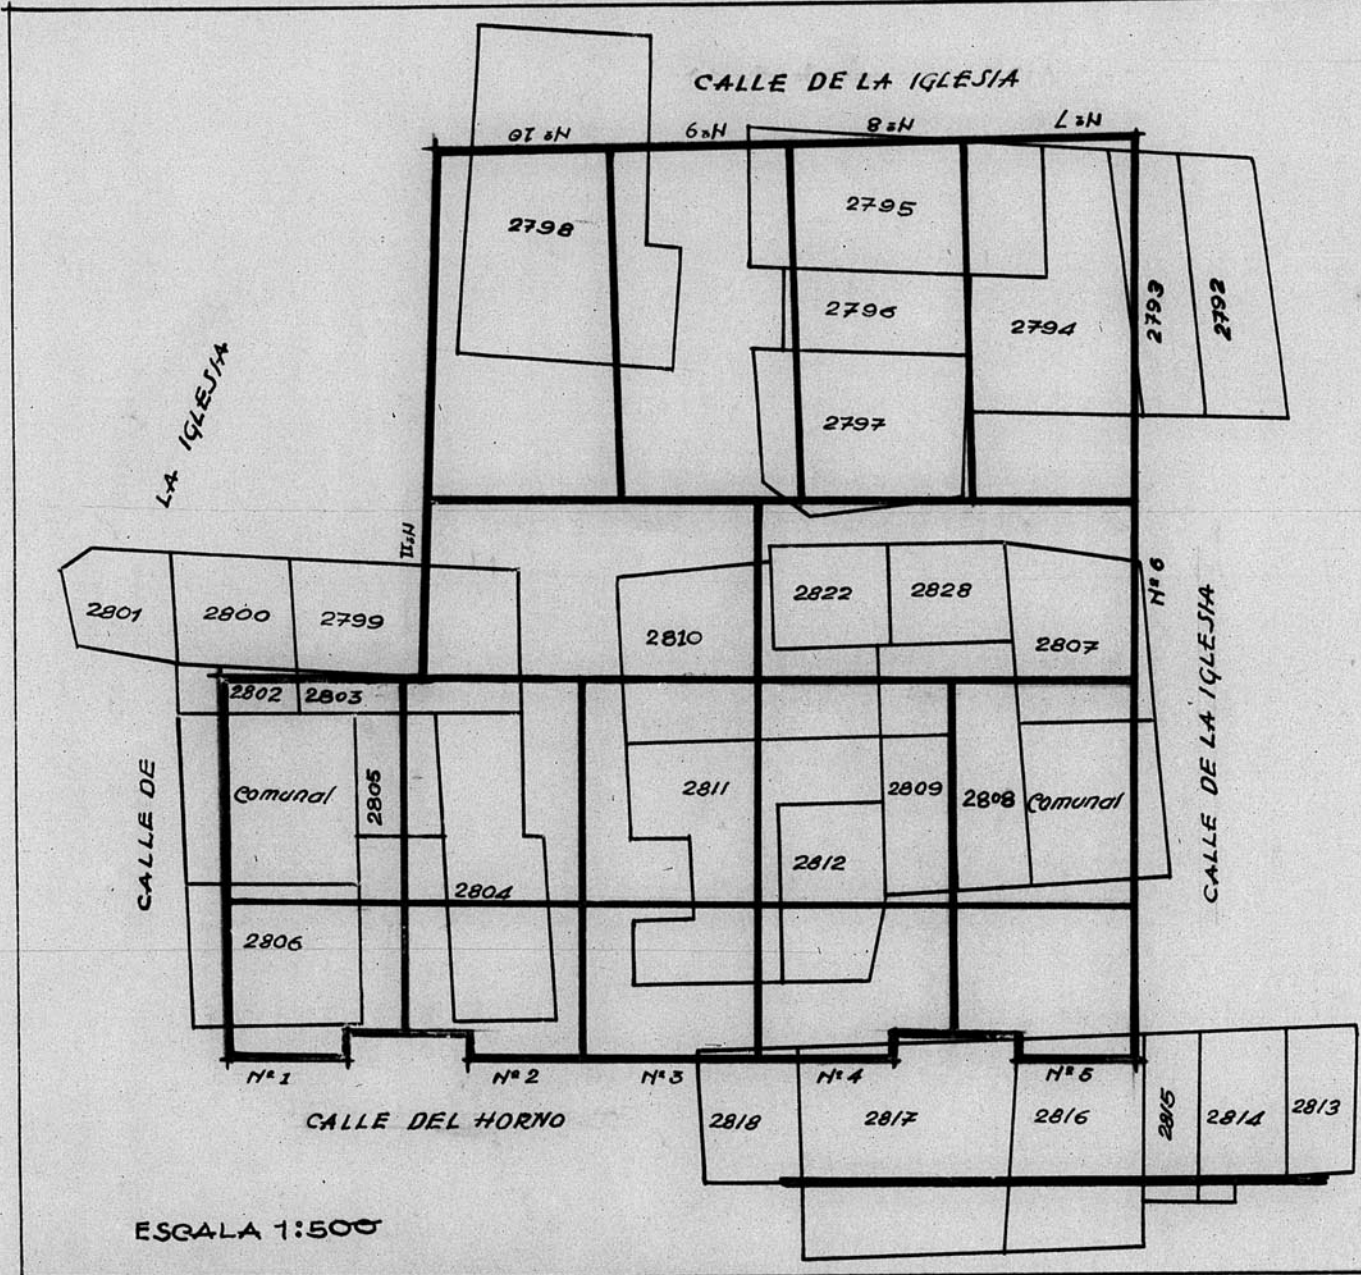 CALLE DE LA IGLESIA
Nº 10
Nº 9
Nº 8
Nº 7
2798
2795
2796
2794
2793
2792
2797
CALLE DE
LA IGLESIA
Nº 11
2801
2800
2799
2810
2822
2828
2807
Nº 6
CALLE DE LA IGLESIA
2802
2803
Comunal
2805
2804
2806
2811
2809
2808
Comunal
2812
Nº 1
Nº 2
Nº 3
Nº 4
Nº 5
CALLE DEL HORNO
2818
2817
2816
2815
2814
2813
ESCALA 1:500